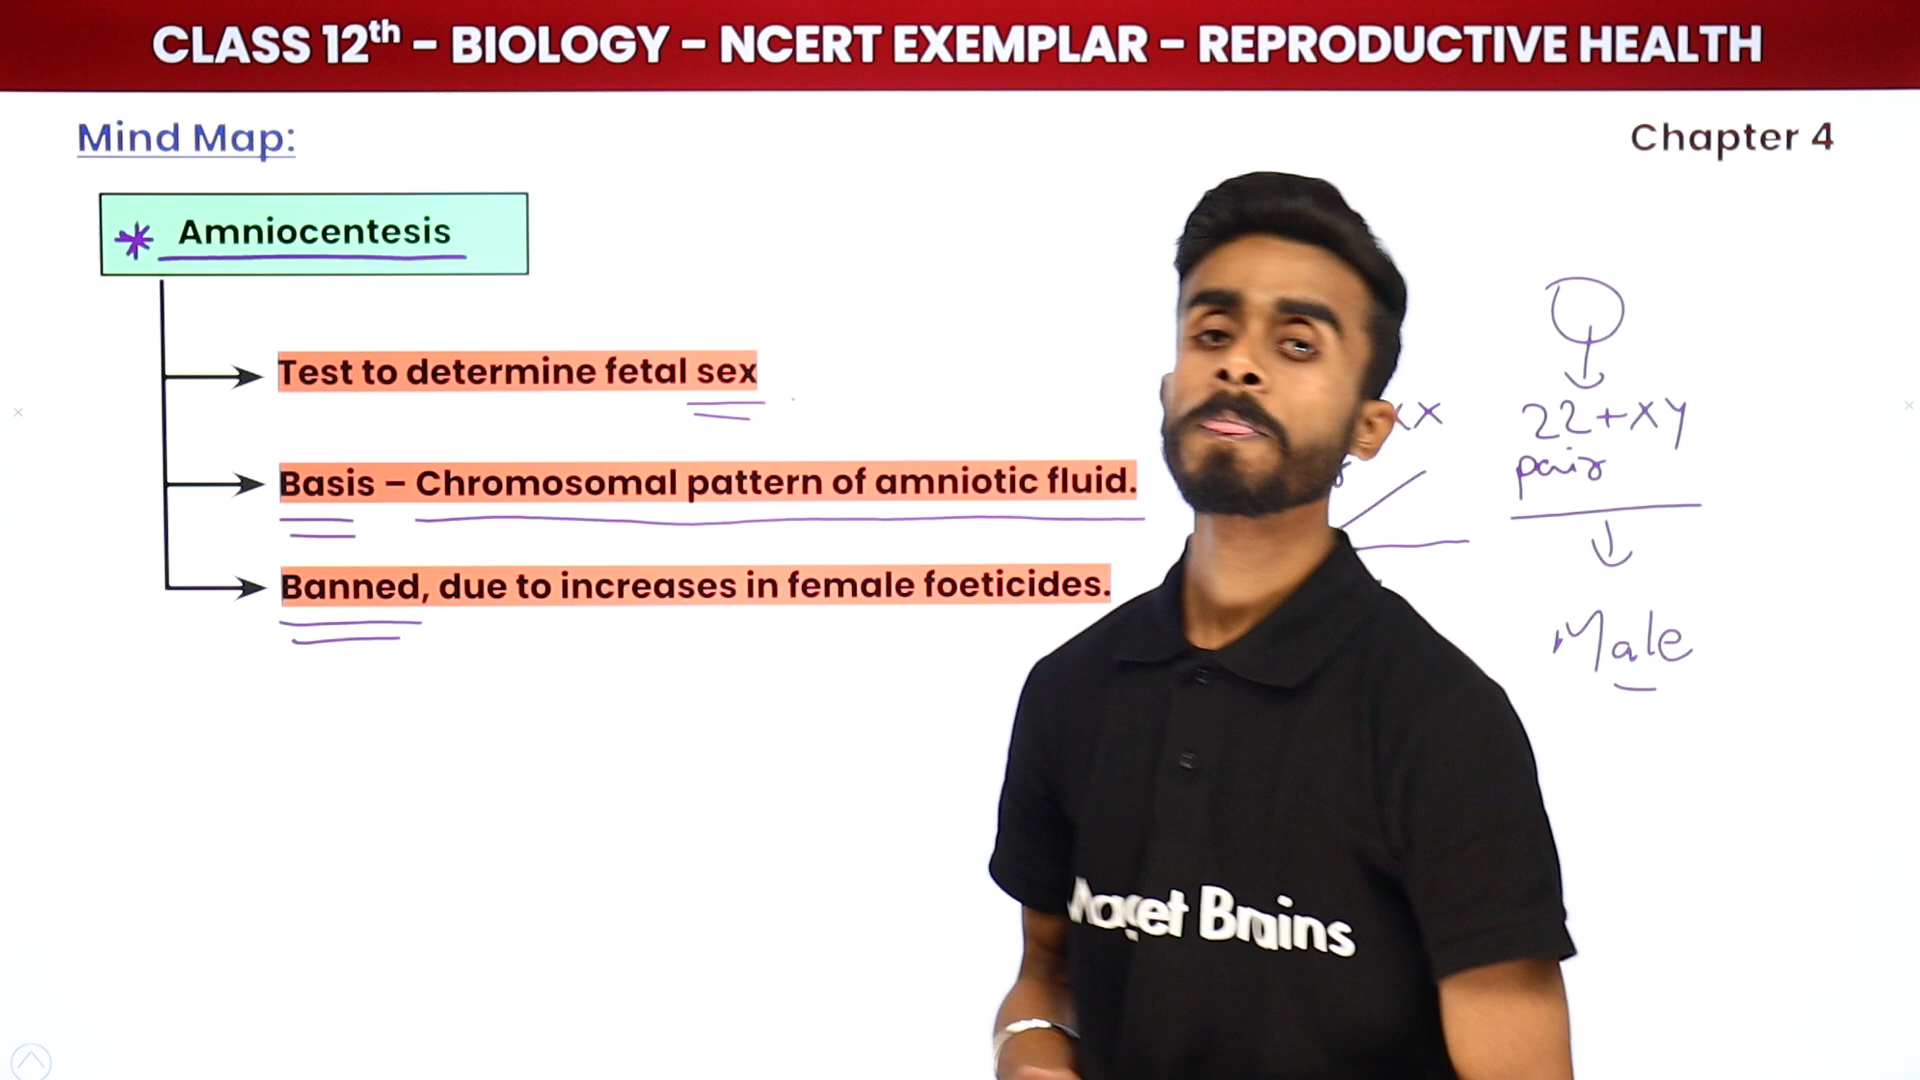 CLASS 12th – BIOLOGY – NCERT EXEMPLAR – REPRODUCTIVE HEALTH
Mind Map:
Chapter 4
* Amniocentesis
Test to determine fetal sex
Basis – Chromosomal pattern of amniotic fluid.
Banned, due to increases in female foeticides.
XX
22+XY
pair
Male
Brains